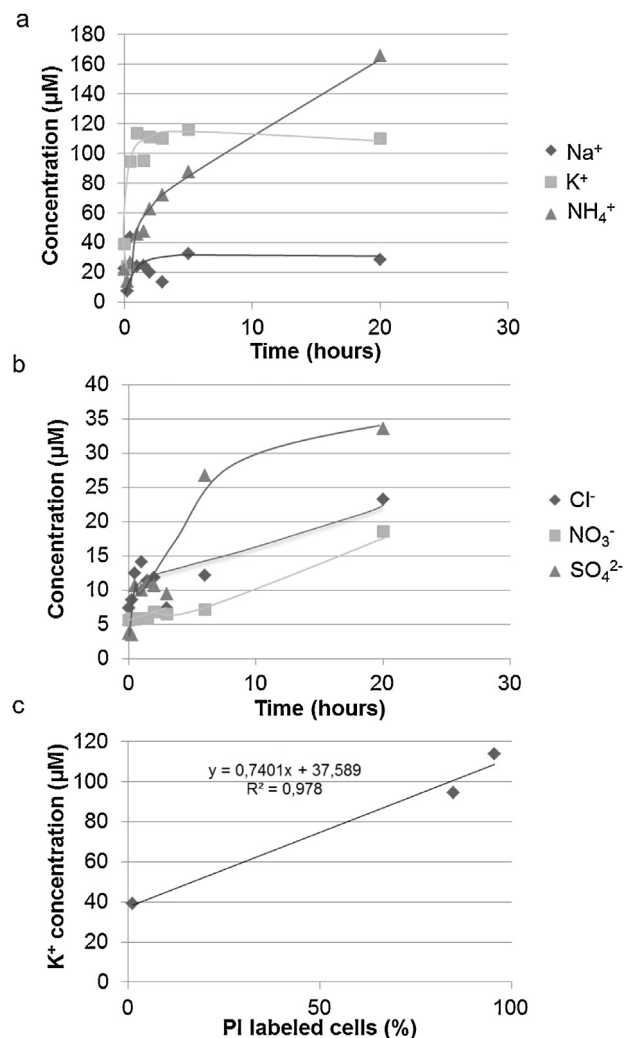 a
Concentration (µM)
180
160
140
120
100
80
60
40
20
0
0 10 20 30
Time (hours)
Na⁺
K⁺
NH₄⁺
b
Concentration (µM)
40
35
30
25
20
15
10
5
0
0 10 20 30
Time (hours)
Cl⁻
NO₃⁻
SO₄²⁻
c
K⁺ concentration (µM)
120
100
80
60
40
20
0
y = 0,7401x + 37,589
R² = 0,978
0 50 100
PI labeled cells (%)